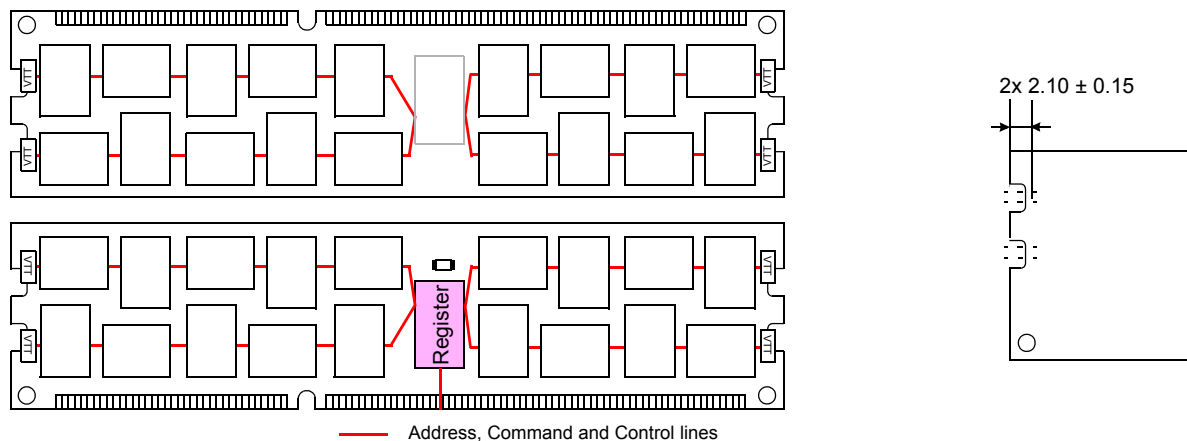 VTT
VTT
VTT
VTT
2x 2.10 ± 0.15
VTT
VTT
Register
VTT
VTT
Address, Command and Control lines